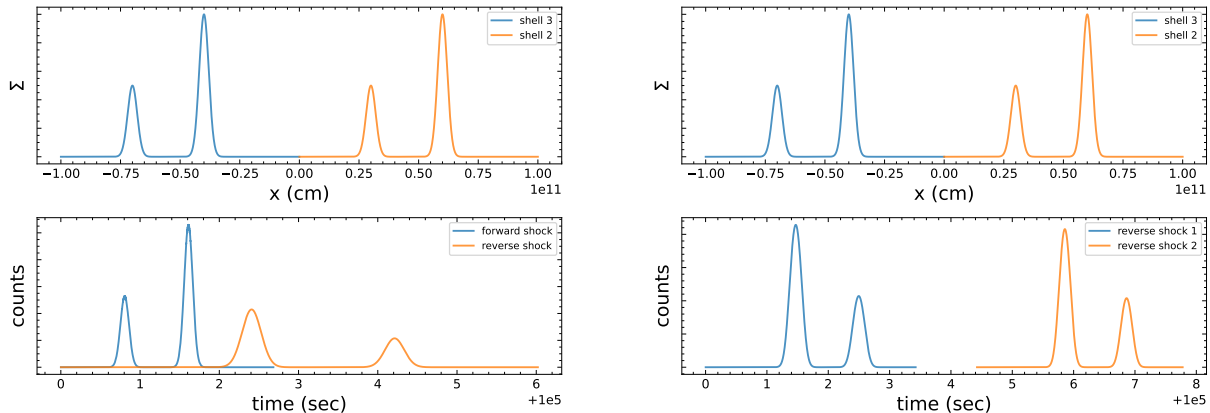 Σ
shell 3
shell 2
−1.00 −0.75 −0.50 −0.25 0.00 0.25 0.50 0.75 1.00
1e11
x (cm)
Σ
shell 3
shell 2
−1.00 −0.75 −0.50 −0.25 0.00 0.25 0.50 0.75 1.00
1e11
x (cm)
counts
forward shock
reverse shock
0 1 2 3 4 5 6
+1e5
time (sec)
counts
reverse shock 1
reverse shock 2
0 1 2 3 4 5 6 7 8
+1e5
time (sec)